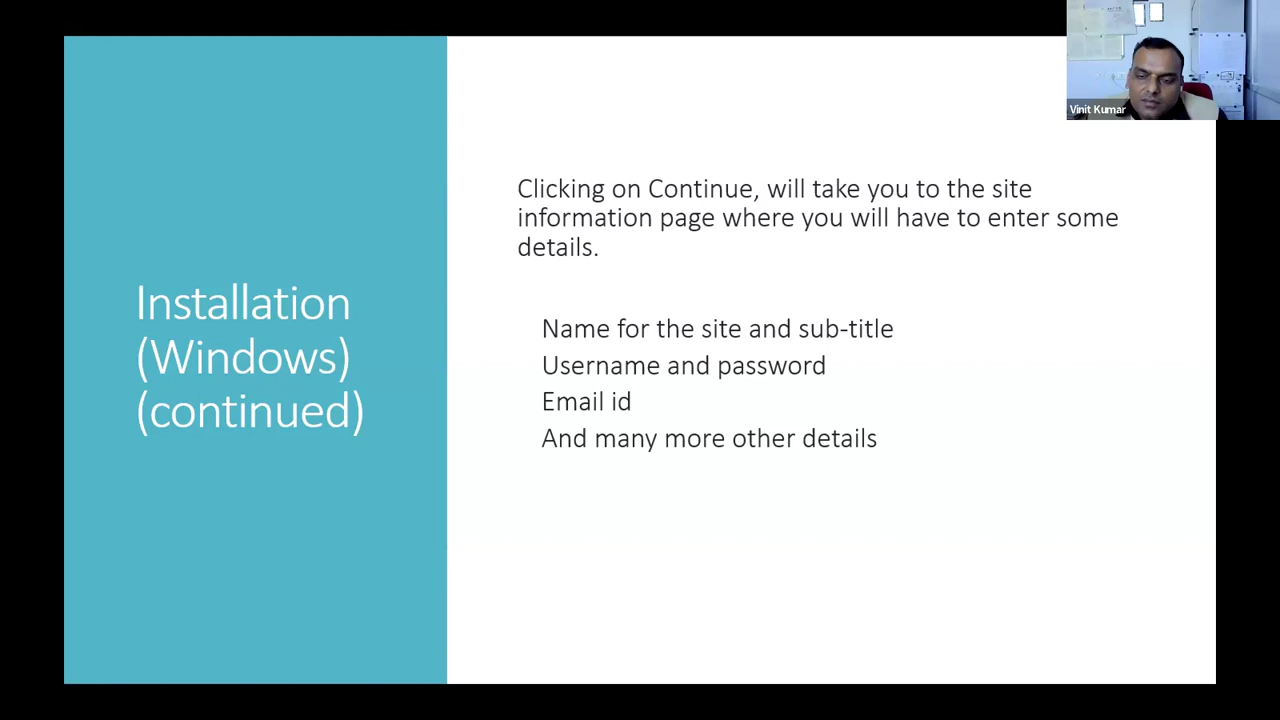 Vinit Kumar
Installation
(Windows)
(continued)
Clicking on Continue, will take you to the site
information page where you will have to enter some
details.
Name for the site and sub-title
Username and password
Email id
And many more other details